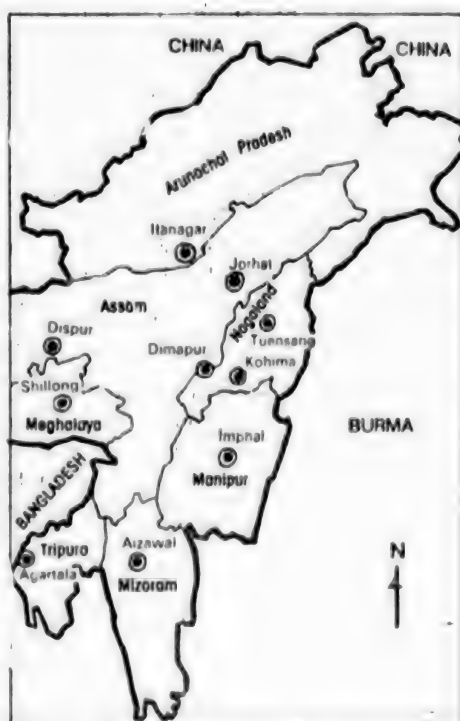 CHINA
CHINA
Arunachal Pradesh
Itanagar
Jorhat
Assam
Nagaland
Dispur
Tuensang
Dimapur
Kohima
Shillong
Meghalaya
Imphal
BURMA
Manipur
BANGLADESH
Tripura
Aizawal
N
Agartala
Mizoram